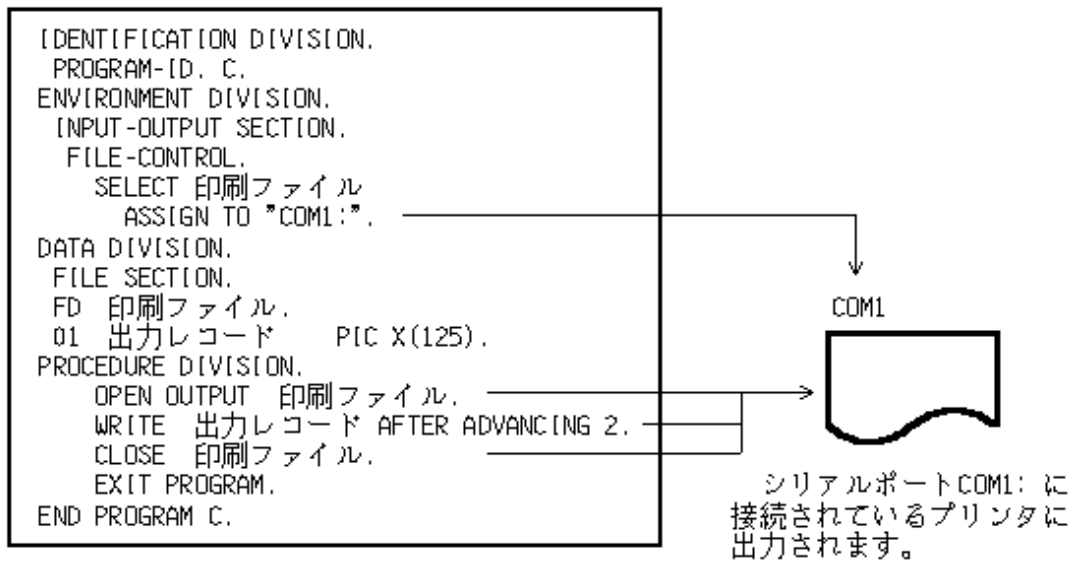 IDENTIFICATION DIVISION.
PROGRAM-ID. C.
ENVIRONMENT DIVISION.
INPUT-OUTPUT SECTION.
FILE-CONTROL.
SELECT 印刷ファイル
ASSIGN TO "COM1:".
DATA DIVISION.
FILE SECTION.
FD 印刷ファイル.
01 出力レコード PIC X(125).
PROCEDURE DIVISION.
OPEN OUTPUT 印刷ファイル.
WRITE 出力レコード AFTER ADVANCING 2.
CLOSE 印刷ファイル.
EXIT PROGRAM.
END PROGRAM C.
COM1
シリアルポートCOM1: に
接続されているプリンタに
出力されます。